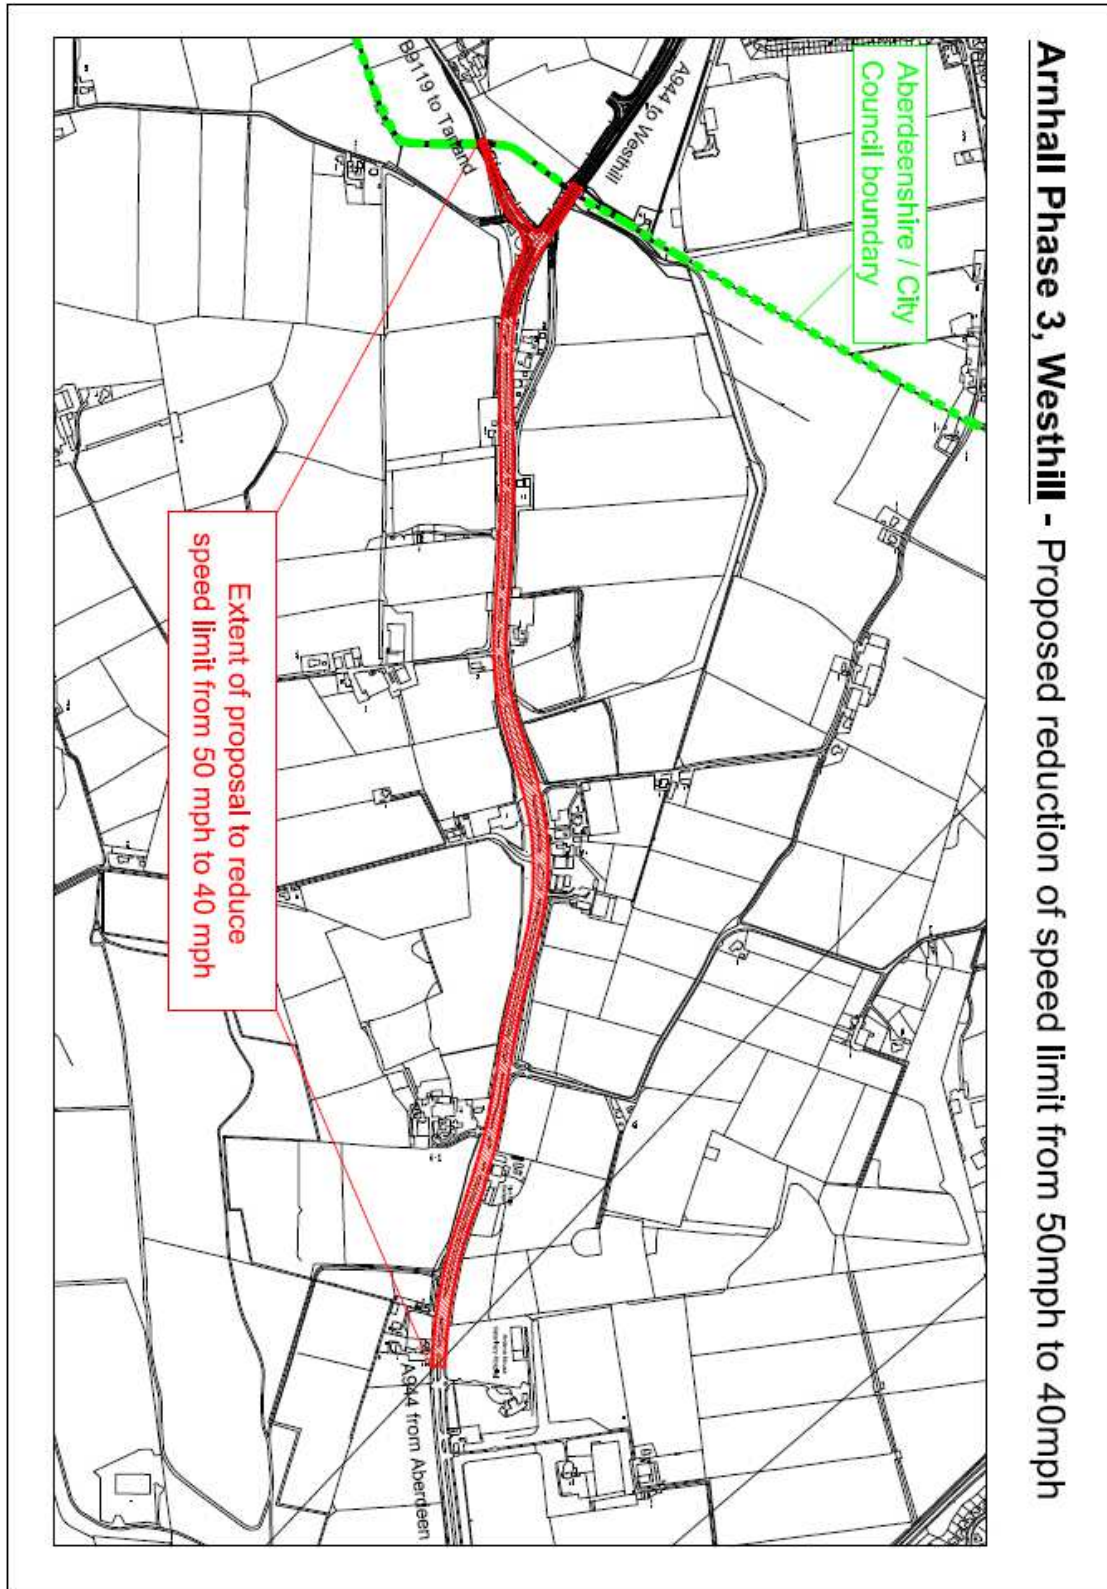 Arnhall Phase 3, Westhill - Proposed reduction of speed limit from 50mph to 40mph
Aberdeenshire / City
Council boundary
A944 to Westhill
B9119 to Tarland
Extent of proposal to reduce
speed limit from 50 mph to 40 mph
A944 from Aberdeen